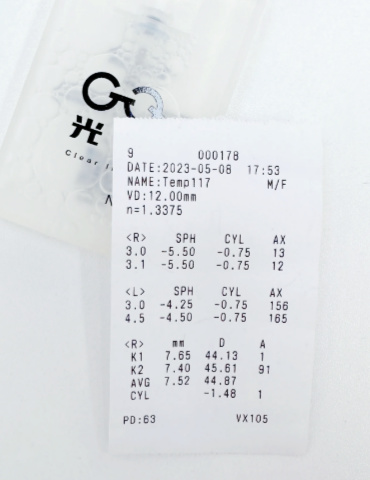 光
9 000178
DATE:2023-05-08 17:53
NAME:Temp117 M/F
VD:12.00mm
n=1.3375
<R> SPH CYL AX
3.0 -5.50 -0.75 13
3.1 -5.50 -0.75 12
<L> SPH CYL AX
3.0 -4.25 -0.75 156
4.5 -4.50 -0.75 165
<R> mm D A
K1 7.65 44.13 1
K2 7.40 45.61 91
AVG 7.52 44.87
CYL -1.48 1
PD:63 VX105